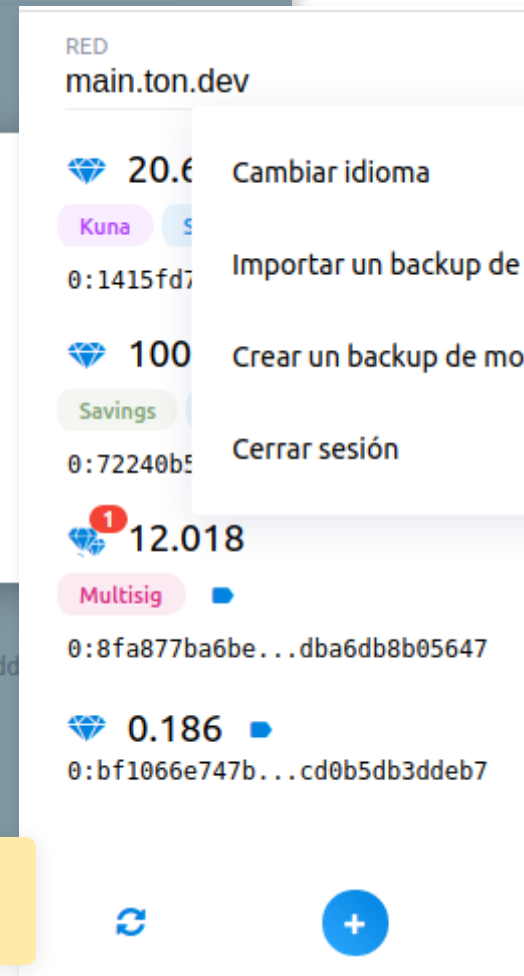 RED
main.ton.dev
20.6
Cambiar idioma
Kuna
0:1415fd7
Importar un backup de
100
Crear un backup de mo
Savings
0:72240b5
Cerrar sesión
1
12.018
Multisig
0:8fa877ba6be...dba6db8b05647
0.186
0:bf1066e747b...cd0b5db3ddeb7
+